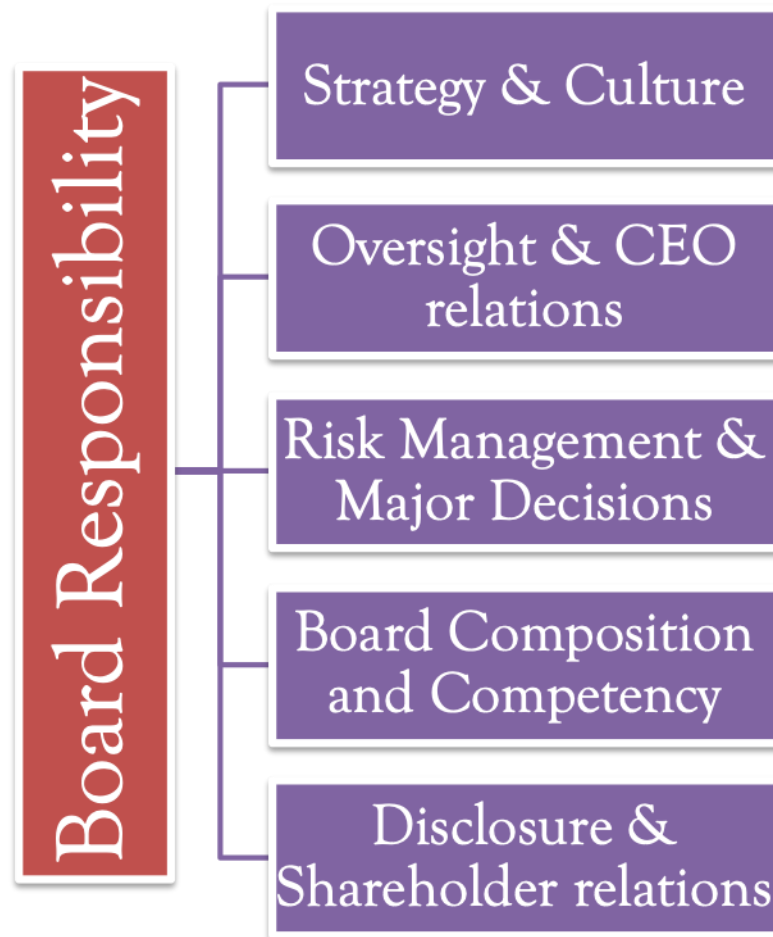 Board Responsibility
Strategy & Culture
Oversight & CEO
relations
Risk Management &
Major Decisions
Board Composition
and Competency
Disclosure &
Shareholder relations